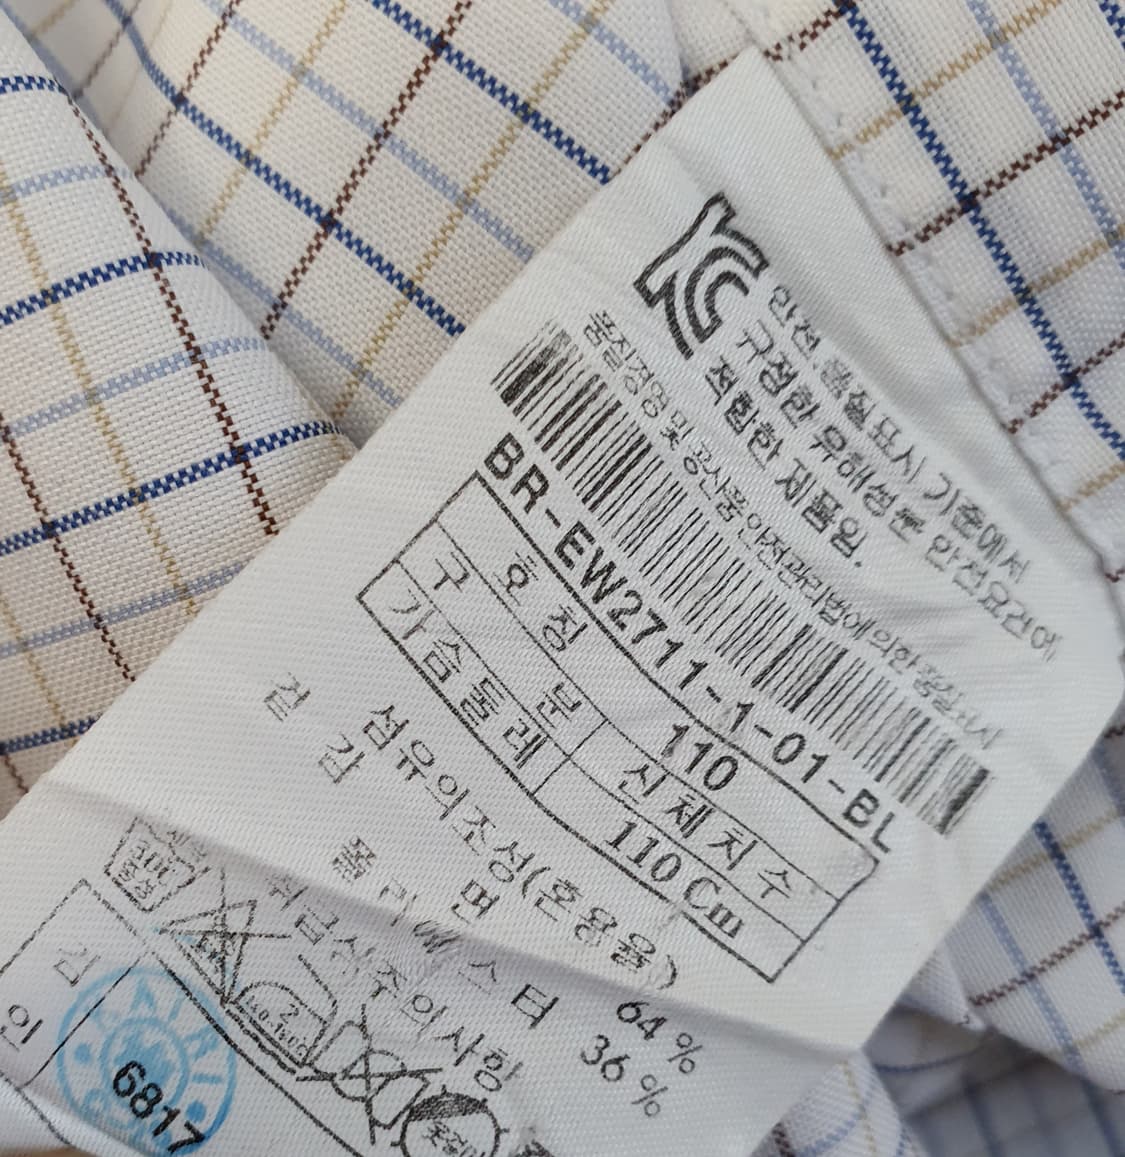 안전·품질표시 기준에서
규정한 유해성분 안전요건에
적합한 제품임.
품질경영 및 공산품 안전관리법에 의한 품질표시
BR-EW2711-1-01-BL
호칭 110
구분 신체치수
가슴둘레 110 Cm
섬유의조성(혼용율)
겉감 면 64 %
폴리에스터 36 %
취급상주의사항
6817